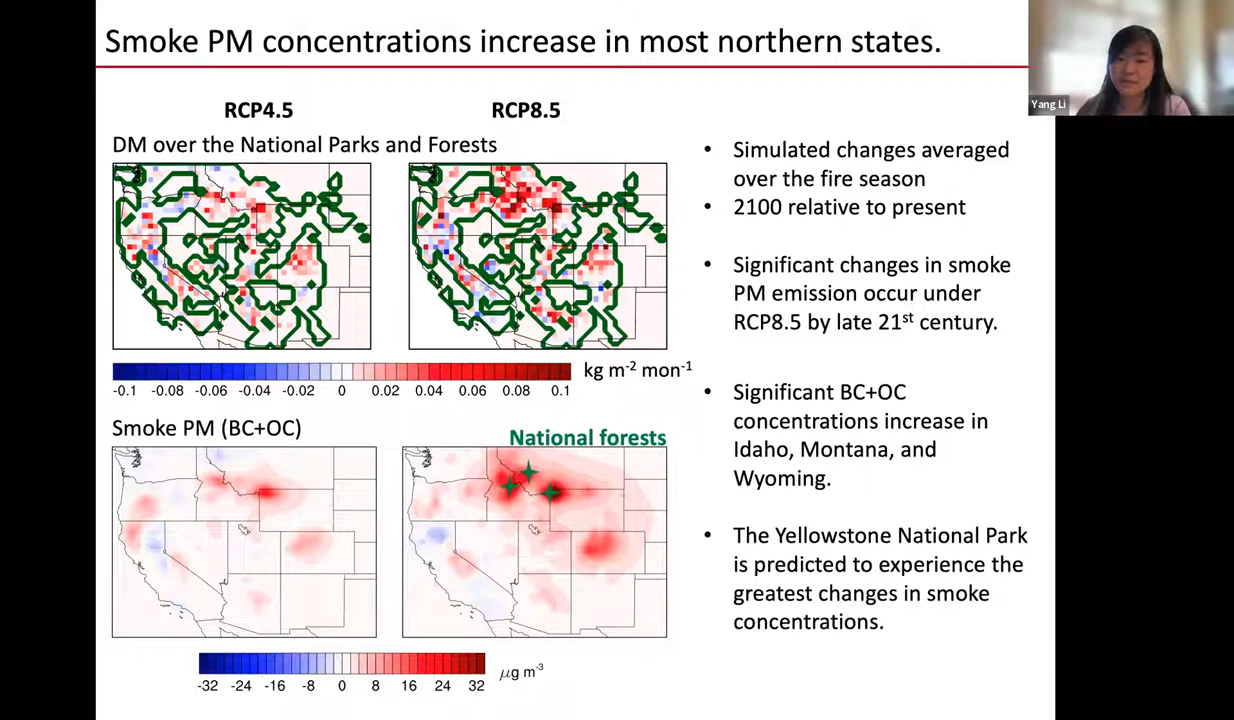 Smoke PM concentrations increase in most northern states.
Yang Li
RCP4.5
RCP8.5
DM over the National Parks and Forests
kg m-2 mon-1
-0.1 -0.08 -0.06 -0.04 -0.02 0 0.02 0.04 0.06 0.08 0.1
Smoke PM (BC+OC)
National forests
-32 -24 -16 -8 0 8 16 24 32
μg m-3
• Simulated changes averaged
over the fire season
• 2100 relative to present
• Significant changes in smoke
PM emission occur under
RCP8.5 by late 21st century.
• Significant BC+OC
concentrations increase in
Idaho, Montana, and
Wyoming.
• The Yellowstone National Park
is predicted to experience the
greatest changes in smoke
concentrations.